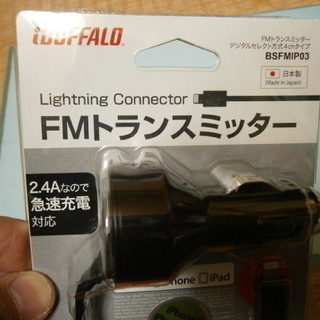 iBUFFALO
FMトランスミッター
デジタルセレクト方式4chタイプ
BSFMIP03
日本製
(Made in Japan)
Lightning Connector
FMトランスミッター
2.4Aなので
急速充電
対応
iPad